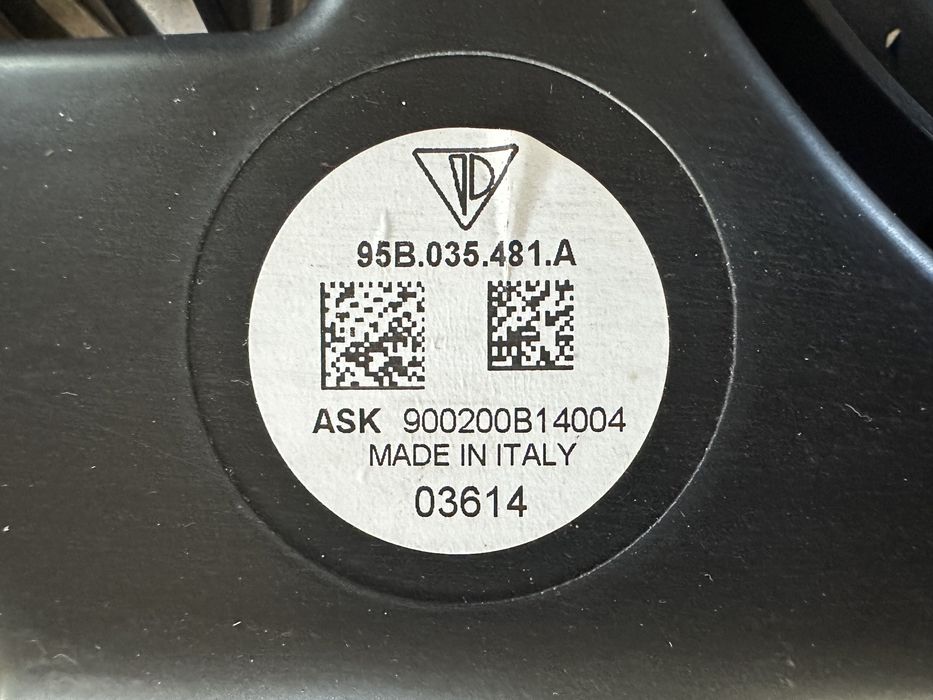 95B.035.481.A
ASK 900200B14004
MADE IN ITALY
03614